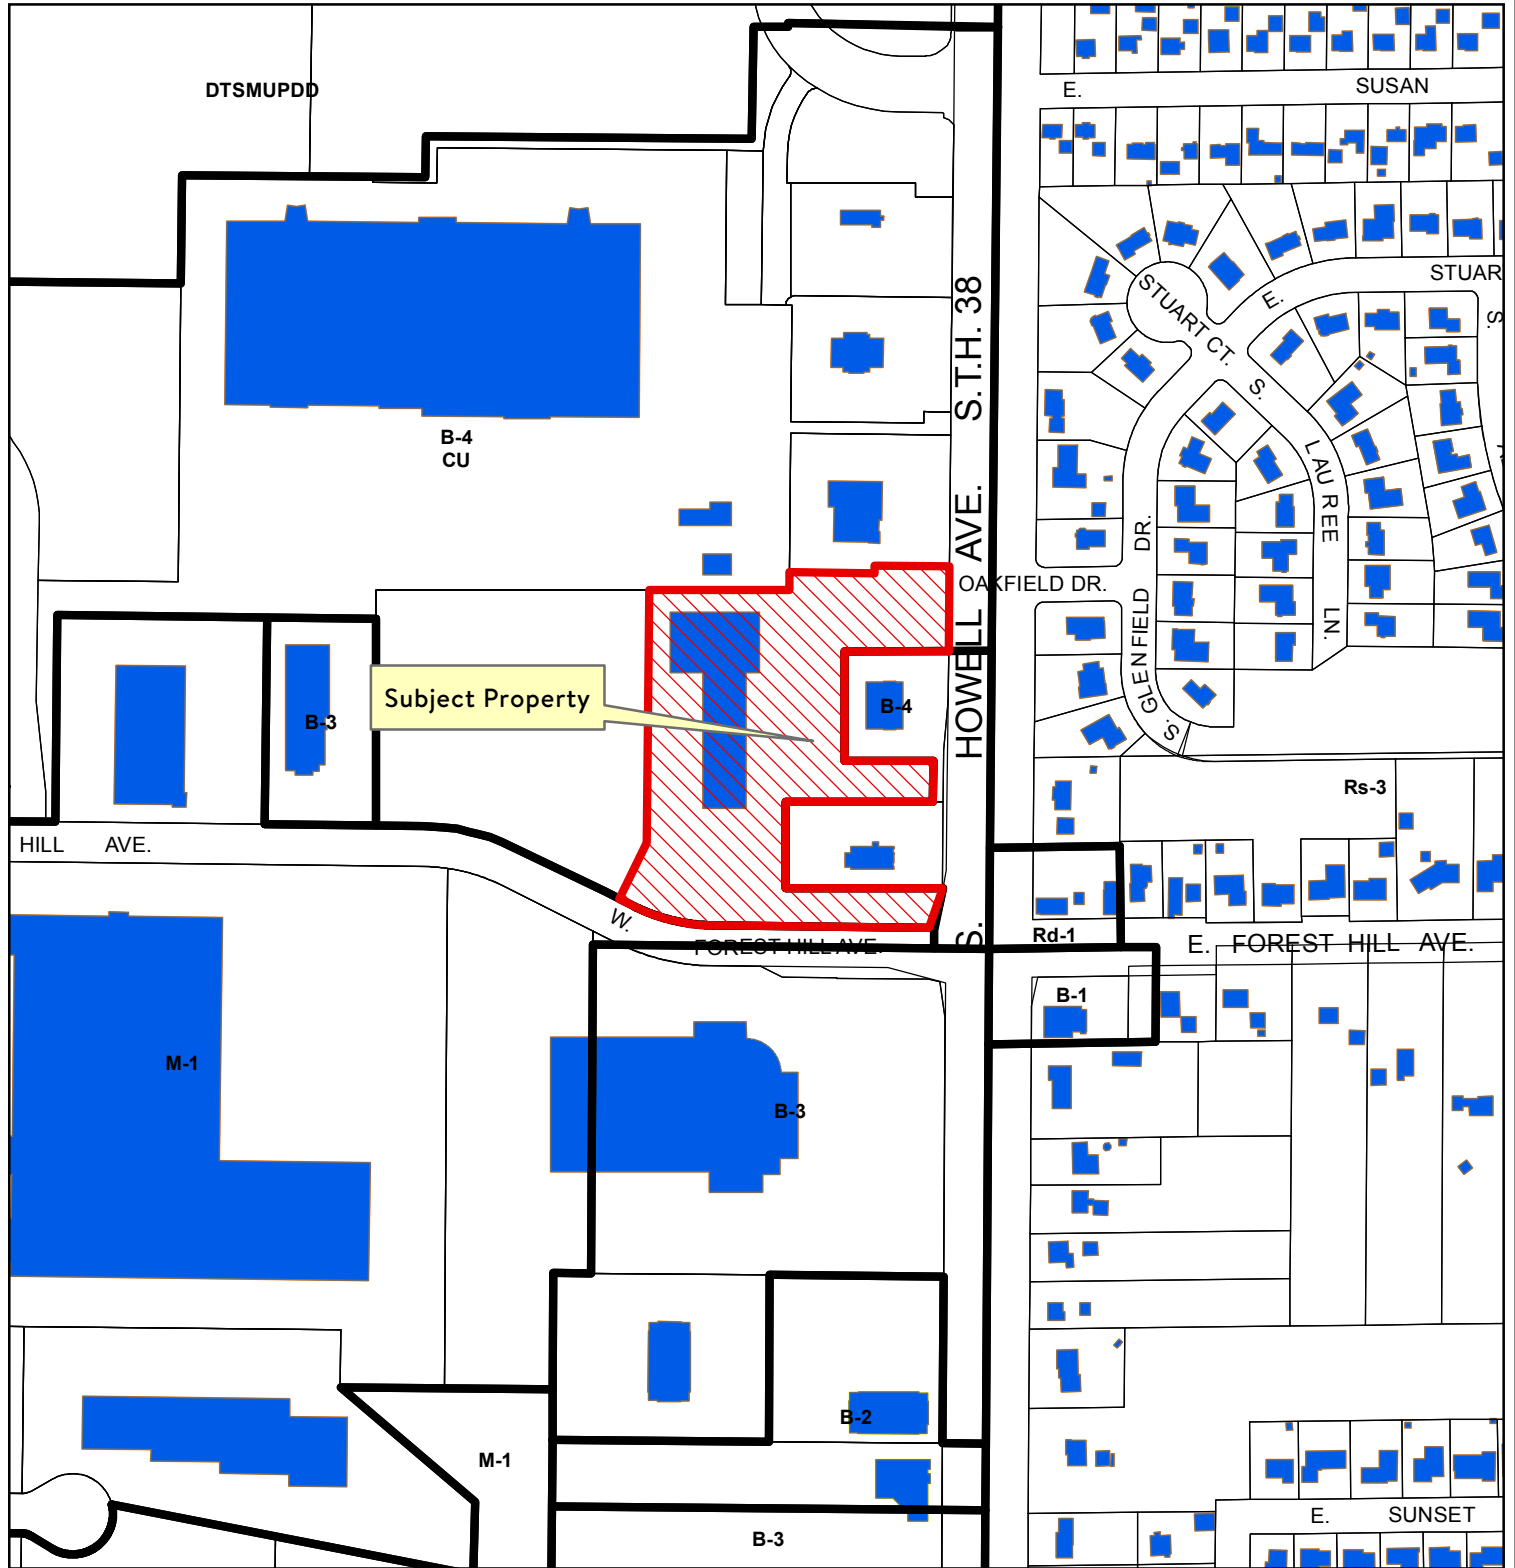 DTSMUPDD
E. SUSAN
STUART CT.
E.
STUAR
S.
S.T.H. 38
B-4
CU
S. LAUREE LN.
S. HOWELL AVE.
OAKFIELD DR.
S. GLENFIELD DR.
B-3
Subject Property
B-4
Rs-3
HILL AVE.
W.
FOREST HILL AVE.
Rd-1
E. FOREST HILL AVE.
B-1
M-1
B-3
B-2
M-1
E. SUNSET
B-3